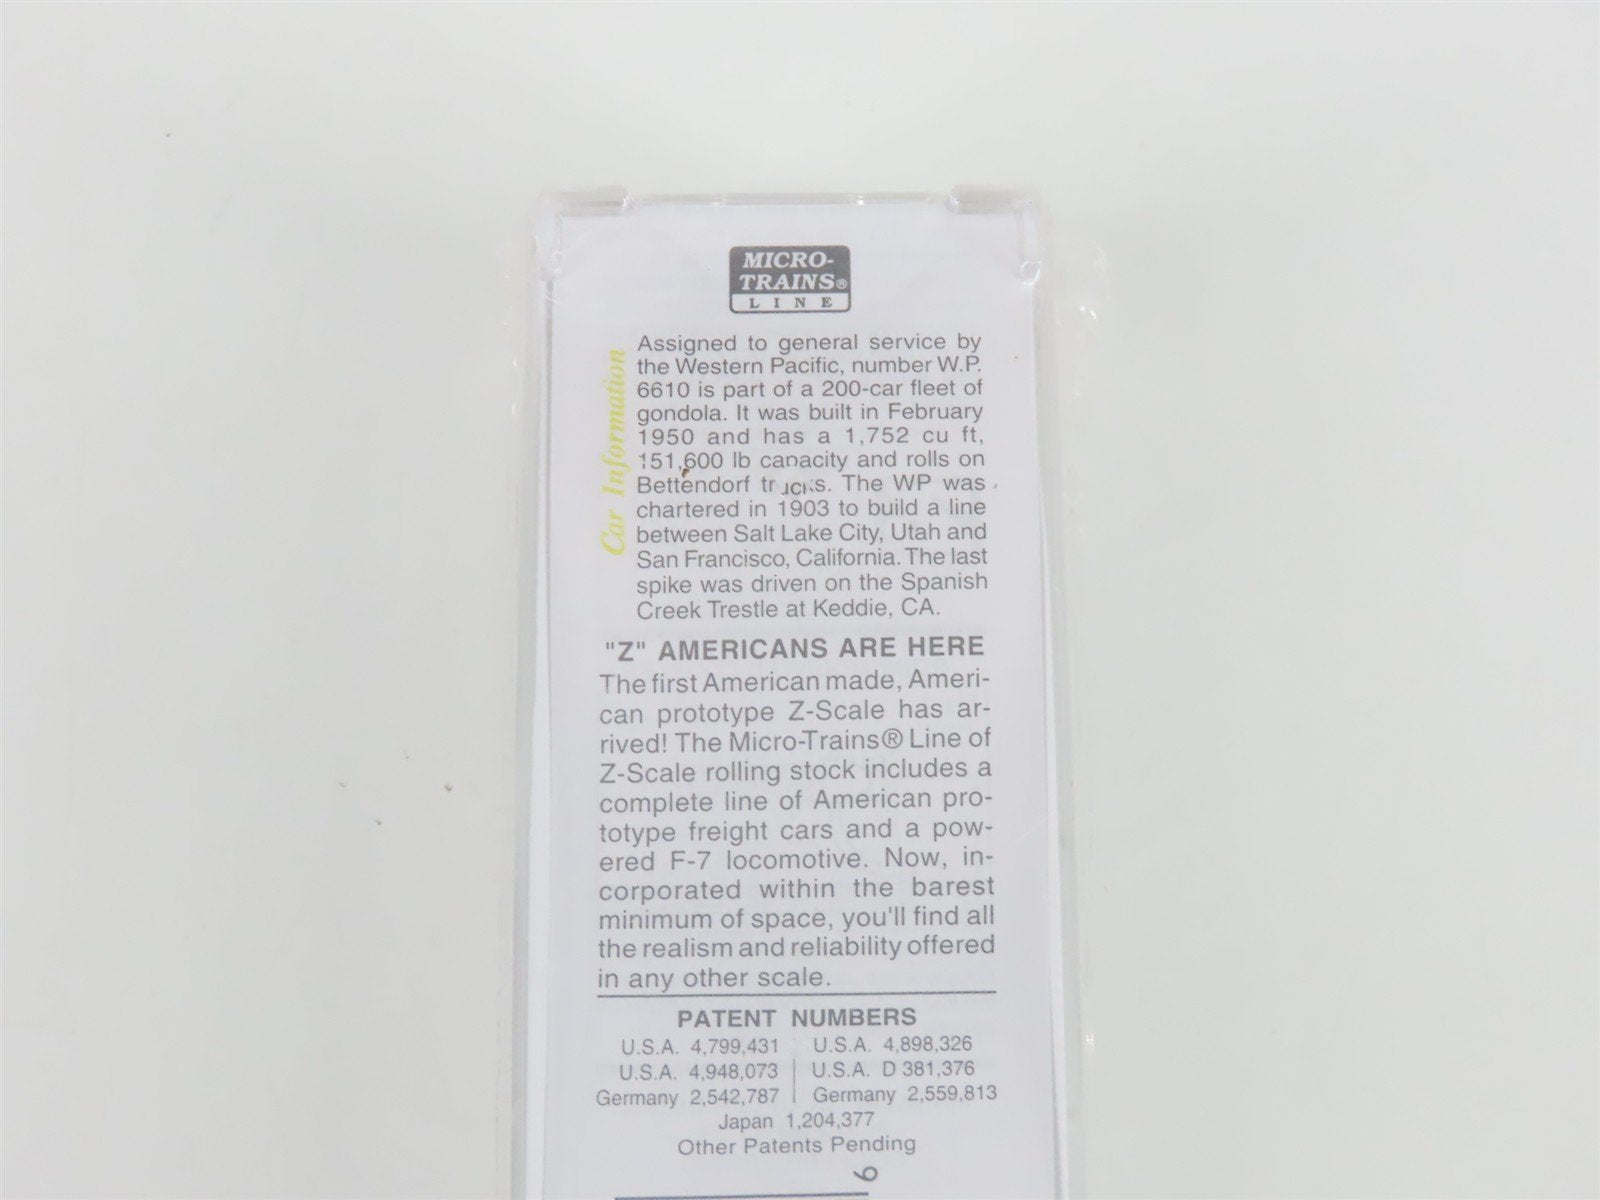 MICRO-
TRAINS®
LINE
Car Information
Assigned to general service by
the Western Pacific, number W.P.
6610 is part of a 200-car fleet of
gondola. It was built in February
1950 and has a 1,752 cu ft,
151,600 lb capacity and rolls on
Bettendorf trucks. The WP was
chartered in 1903 to build a line
between Salt Lake City, Utah and
San Francisco, California. The last
spike was driven on the Spanish
Creek Trestle at Keddie, CA.
"Z" AMERICANS ARE HERE
The first American made, Ameri-
can prototype Z-Scale has ar-
rived! The Micro-Trains® Line of
Z-Scale rolling stock includes a
complete line of American pro-
totype freight cars and a pow-
ered F-7 locomotive. Now, in-
corporated within the barest
minimum of space, you'll find all
the realism and reliability offered
in any other scale.
PATENT NUMBERS
U.S.A. 4,799,431 U.S.A. 4,898,326
U.S.A. 4,948,073 | U.S.A. D 381,376
Germany 2,542,787 | Germany 2,559,813
Japan 1,204,377
Other Patents Pending